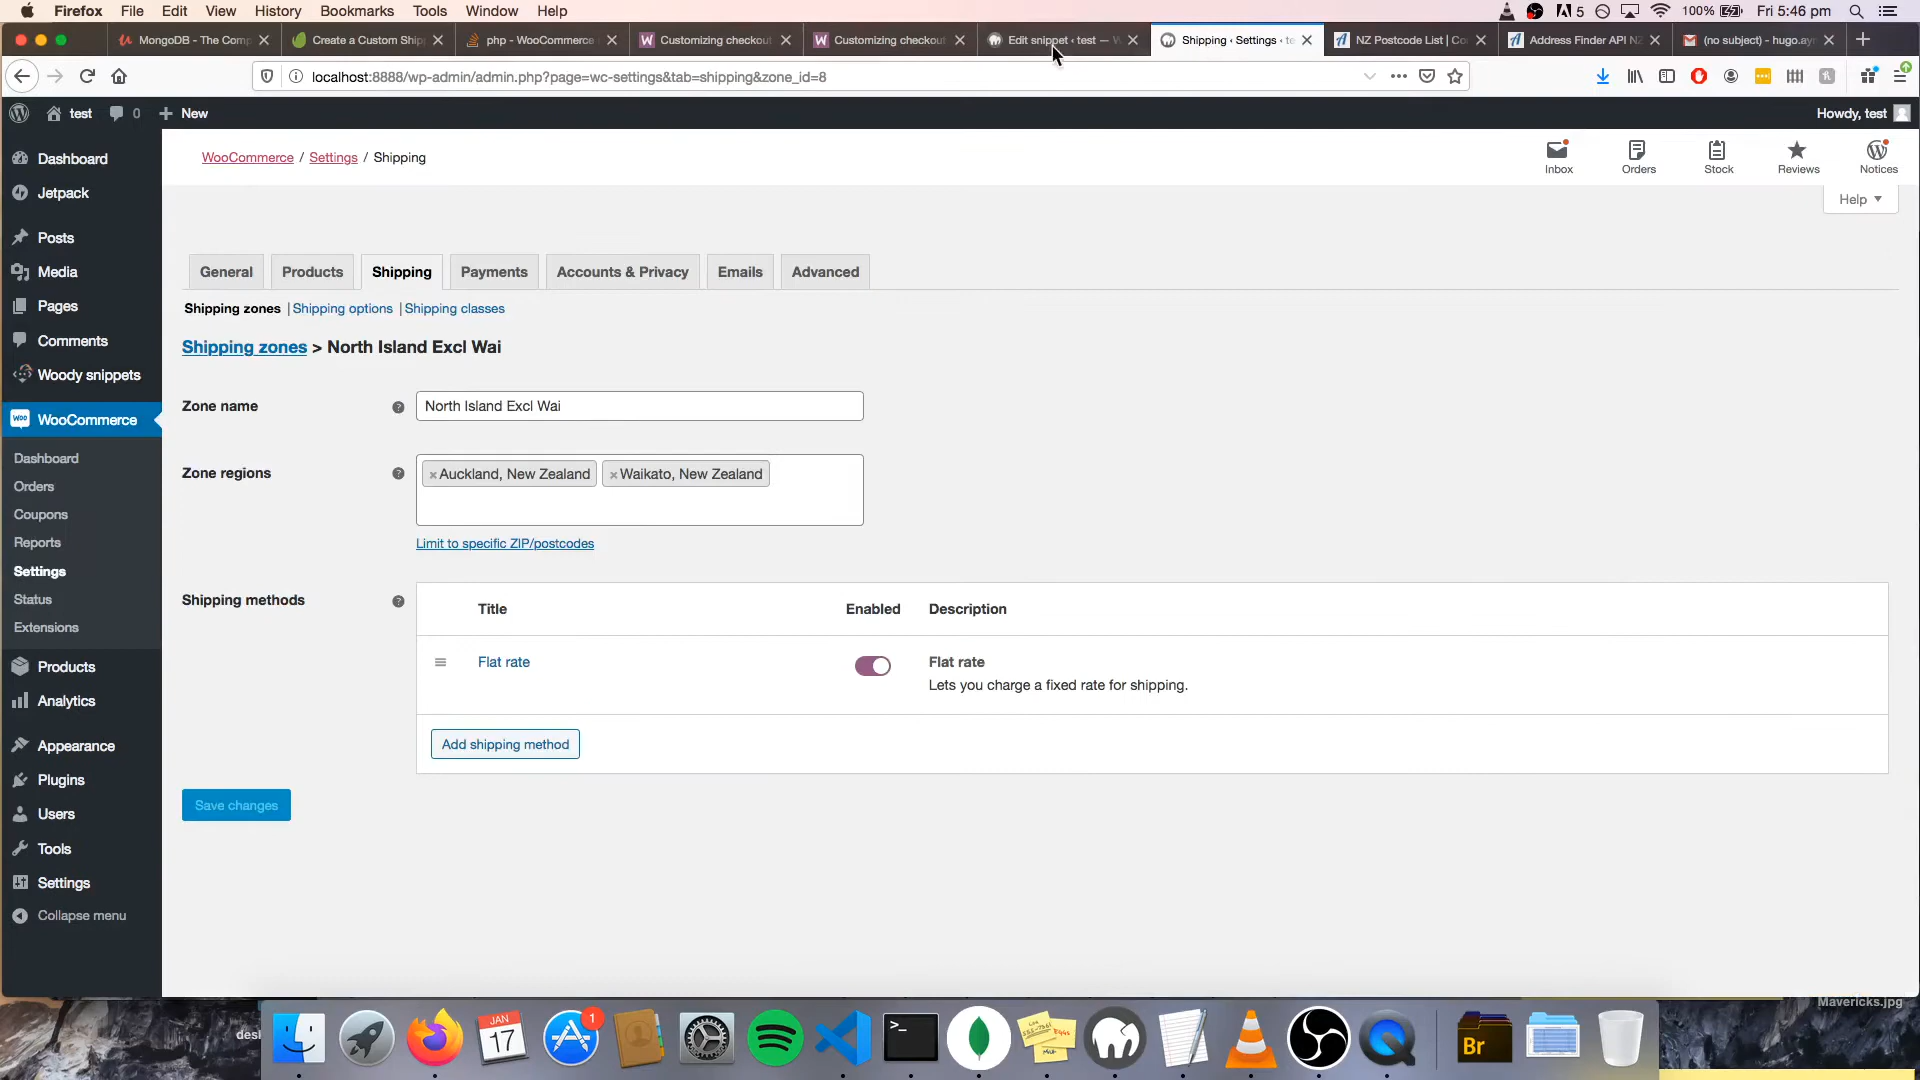 Firefox File Edit View History Bookmarks Tools Window Help 5 100% Fri 5:46 pm
MongoDB - The Comp Create a Custom Ship php - WooCommerce Customizing checkout Customizing checkout Edit snippet ‹ test — W Shipping ‹ Settings ‹ te NZ Postcode List | Co Address Finder API NZ (no subject) - hugo.ayr
localhost:8888/wp-admin/admin.php?page=wc-settings&tab=shipping&zone_id=8
test 0 New Howdy, test
Dashboard
Jetpack
Posts
Media
Pages
Comments
Woody snippets
WooCommerce
Dashboard
Orders
Coupons
Reports
Settings
Status
Extensions
Products
Analytics
Appearance
Plugins
Users
Tools
Settings
Collapse menu
WooCommerce / Settings / Shipping
Inbox Orders Stock Reviews Notices
Help
General Products Shipping Payments Accounts & Privacy Emails Advanced
Shipping zones | Shipping options | Shipping classes
Shipping zones > North Island Excl Wai
Zone name North Island Excl Wai
Zone regions ×Auckland, New Zealand ×Waikato, New Zealand
Limit to specific ZIP/postcodes
Shipping methods
Title Enabled Description
Flat rate Flat rate
Lets you charge a fixed rate for shipping.
Add shipping method
Save changes
Mavericks.jpg
desk
JAN
17
1
Br